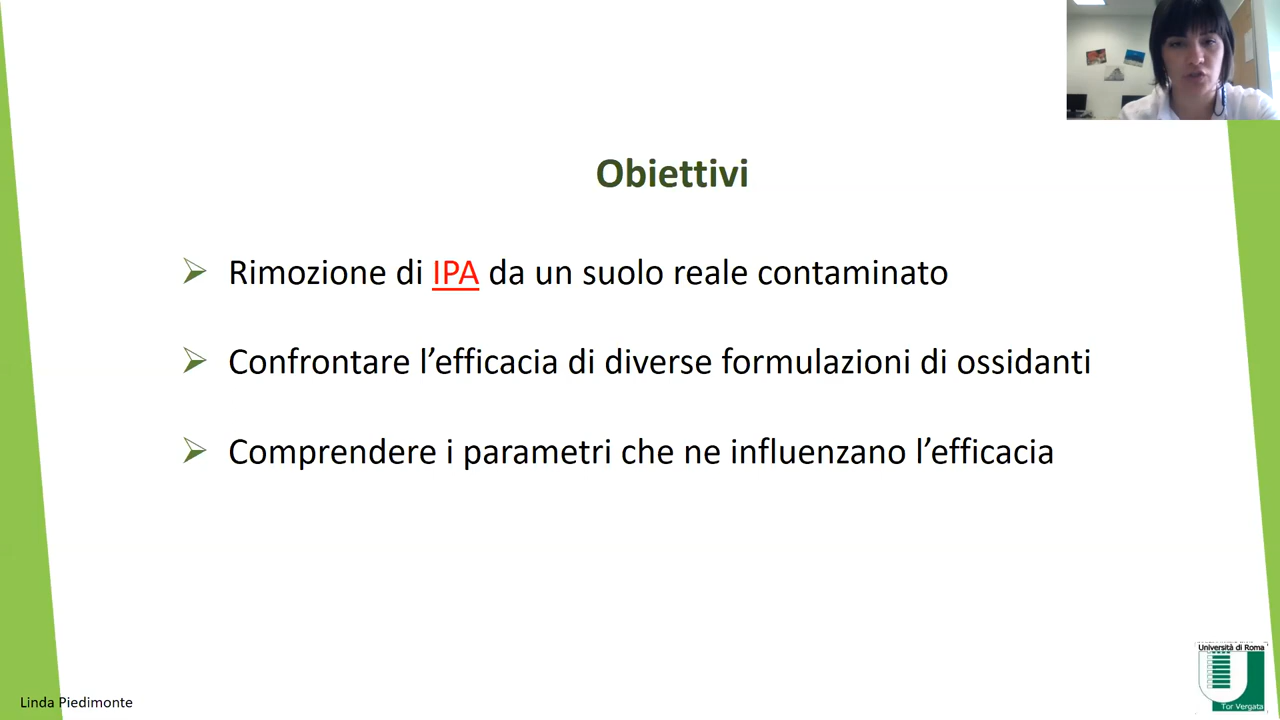 Obiettivi
Rimozione di IPA da un suolo reale contaminato
Confrontare l’efficacia di diverse formulazioni di ossidanti
Comprendere i parametri che ne influenzano l’efficacia
Linda Piedimonte
Università di Roma
Tor Vergata